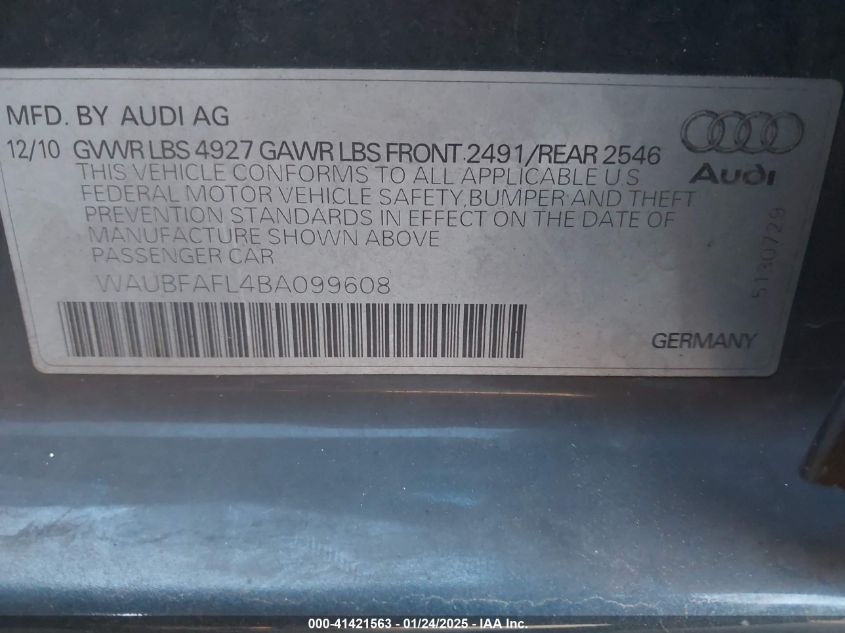 MFD. BY AUDI AG
12/10 GVWR LBS 4927 GAWR LBS FRONT 2491/REAR 2546
THIS VEHICLE CONFORMS TO ALL APPLICABLE U S
FEDERAL MOTOR VEHICLE SAFETY, BUMPER AND THEFT
PREVENTION STANDARDS IN EFFECT ON THE DATE OF
MANUFACTURE SHOWN ABOVE
PASSENGER CAR
WAUBFAFL4BA099608
Audi
5130729
GERMANY
000-41421563 - 01/24/2025 - IAA Inc.